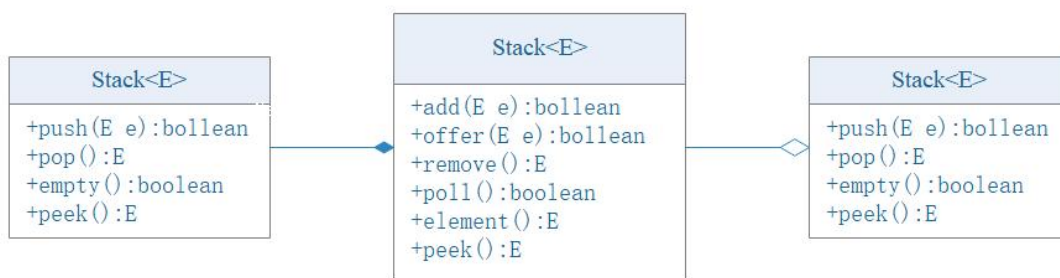 Stack<E>
+push(E e):bollean
+pop():E
+empty():boolean
+peek():E
Stack<E>
+add(E e):bollean
+offer(E e):bollean
+remove():E
+poll():boolean
+element():E
+peek():E
Stack<E>
+push(E e):bollean
+pop():E
+empty():boolean
+peek():E